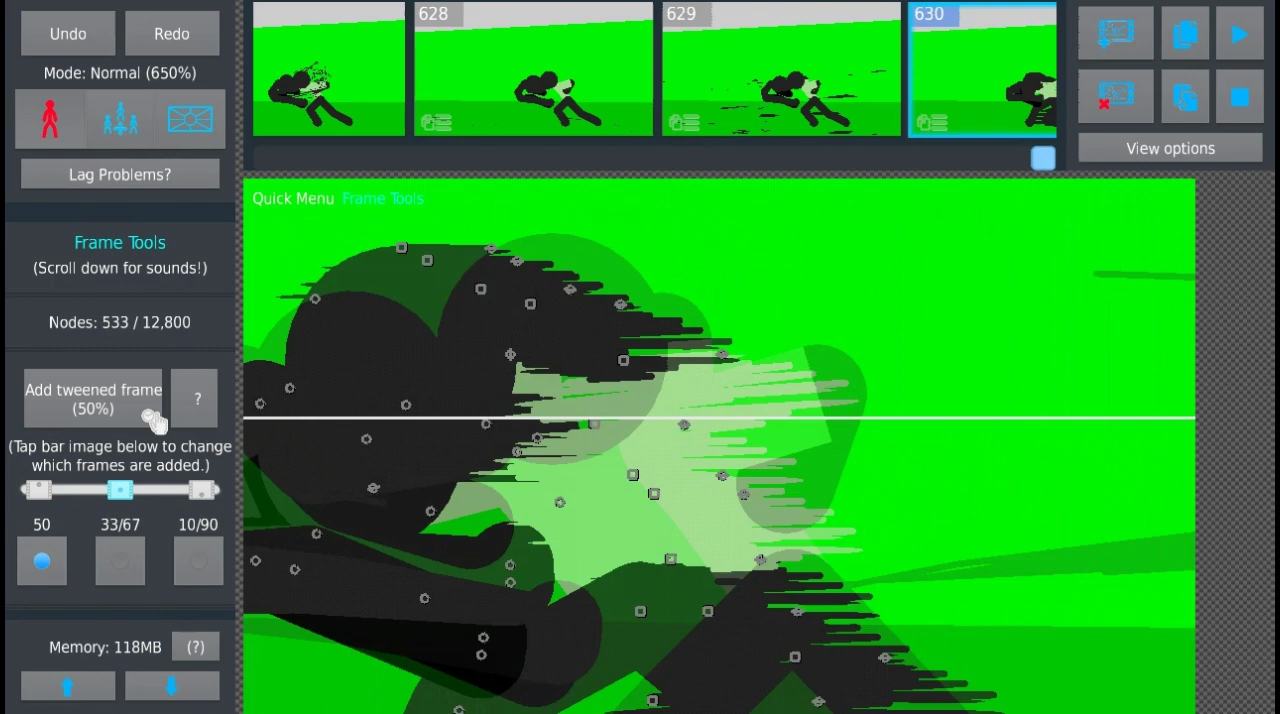 Undo
Redo
Mode: Normal (650%)
Lag Problems?
Frame Tools
(Scroll down for sounds!)
Nodes: 533 / 12,800
Add tweened frame
(50%)
?
(Tap bar image below to change
which frames are added.)
50
33/67
10/90
Memory: 118MB
(?)
628
629
630
View options
Quick Menu Frame Tools